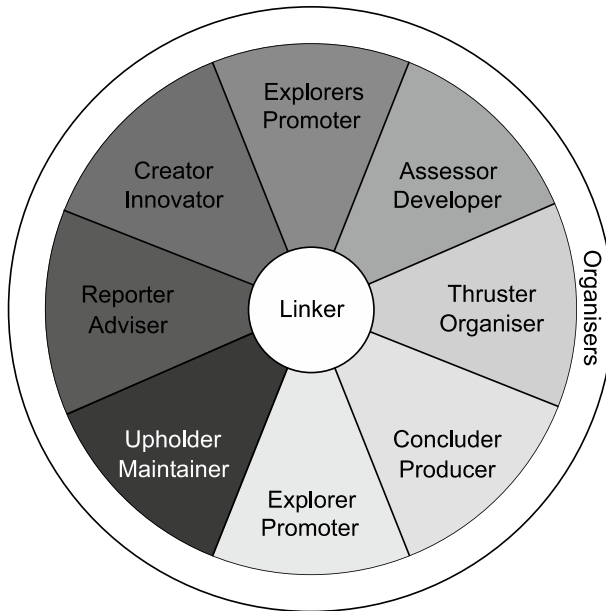 Explorers
Promoter
Assessor
Developer
Thruster
Organiser
Concluder
Producer
Explorer
Promoter
Upholder
Maintainer
Reporter
Adviser
Creator
Innovator
Linker
Organisers